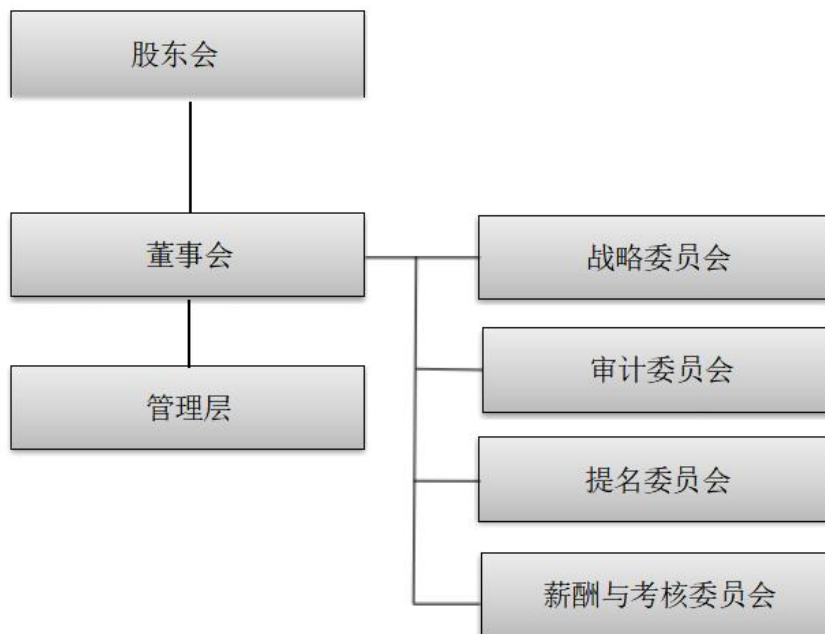 股东会
董事会
战略委员会
审计委员会
管理层
提名委员会
薪酬与考核委员会